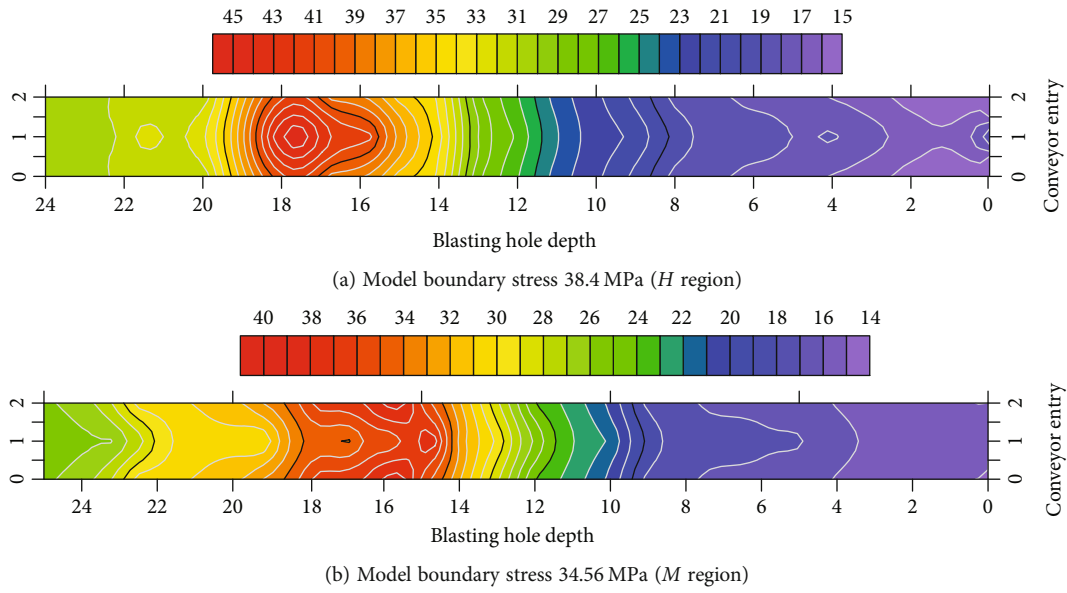 45 43 41 39 37 35 33 31 29 27 25 23 21 19 17 15
2 1 0
2 1 0
Conveyor entry
24 22 20 18 16 14 12 10 8 6 4 2 0
Blasting hole depth
(a) Model boundary stress 38.4 MPa (H region)
40 38 36 34 32 30 28 26 24 22 20 18 16 14
2 1 0
2 1 0
Conveyor entry
24 22 20 18 16 14 12 10 8 6 4 2 0
Blasting hole depth
(b) Model boundary stress 34.56 MPa (M region)